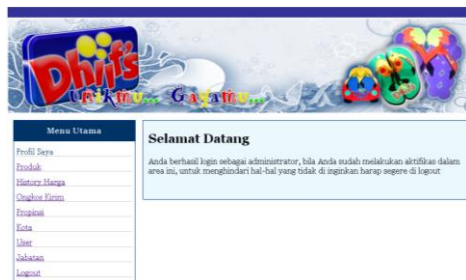 Dhiif's
Unikmu... Gayamu...
Menu Utama
Profil Saya
Produk
History Harga
Ongkos Kirim
Propinsi
Kota
User
Jabatan
Logout
Selamat Datang
Anda berhasil login sebagai administrator, bila Anda sudah melakukan aktifikas dalam
area ini, untuk menghindari hal-hal yang tidak di inginkan harap segere di logout